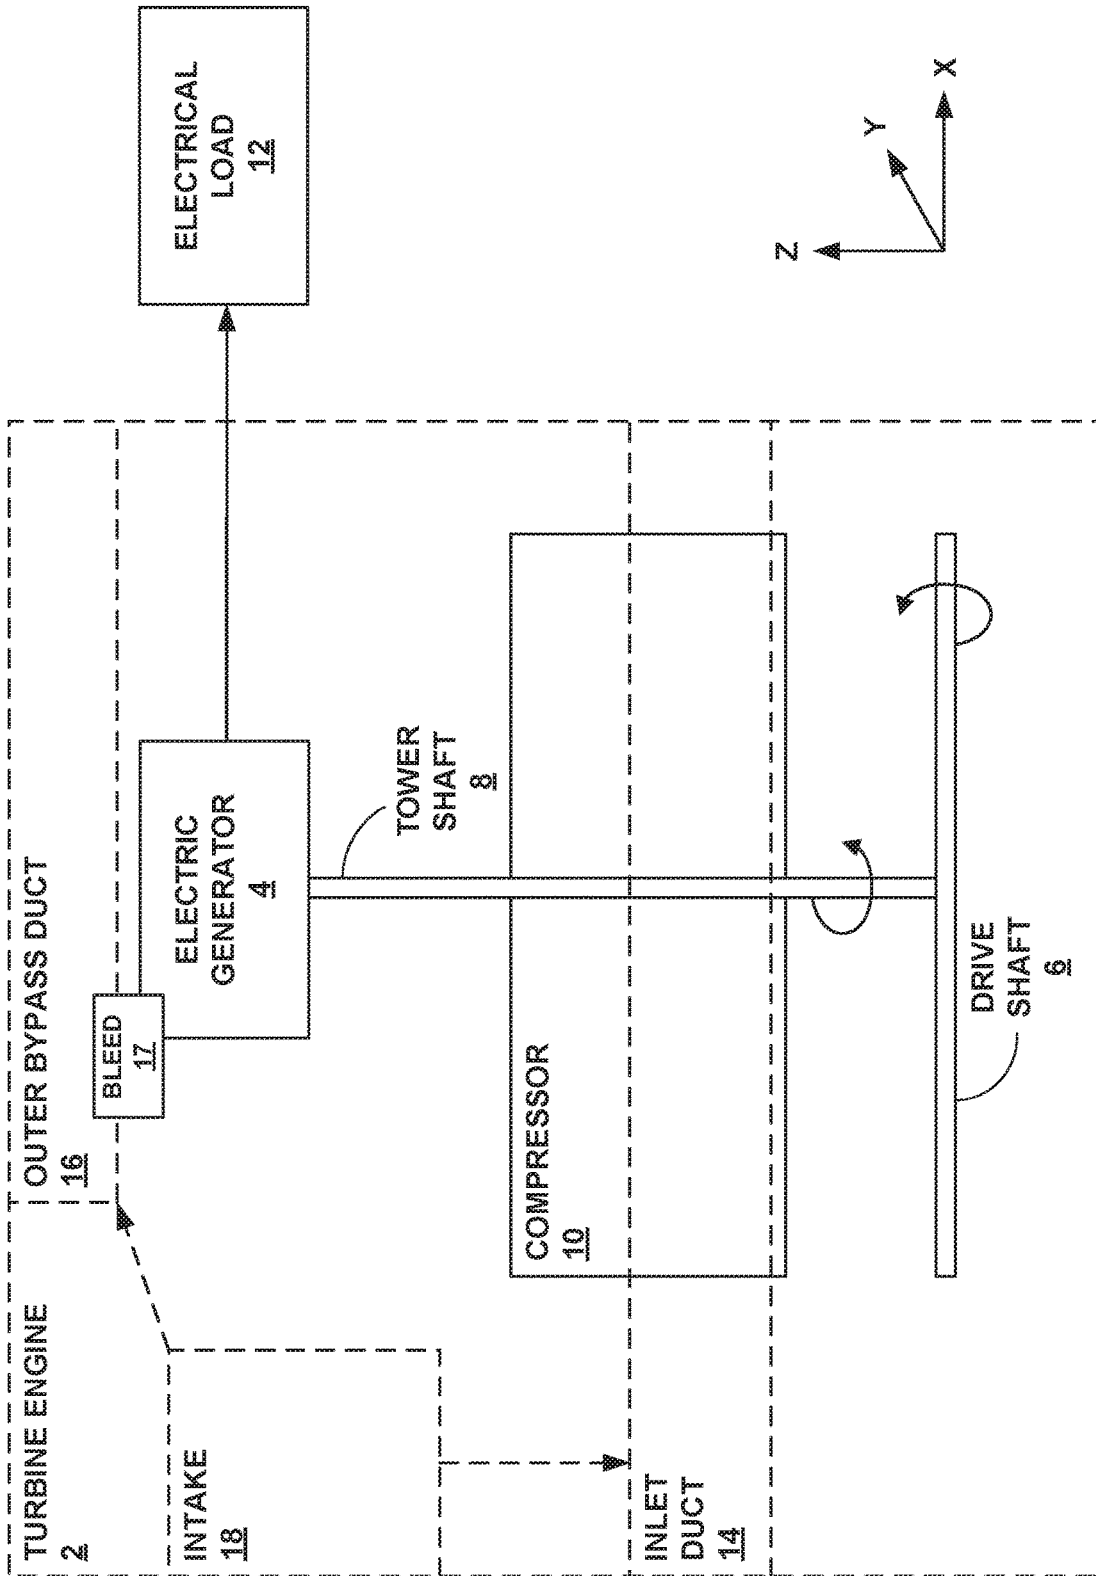 TURBINE ENGINE
2
OUTER BYPASS DUCT
16
BLEED
17
ELECTRIC
GENERATOR
4
ELECTRICAL
LOAD
12
INTAKE
18
TOWER
SHAFT
8
COMPRESSOR
10
INLET
DUCT
14
DRIVE
SHAFT
6
Z
Y
X